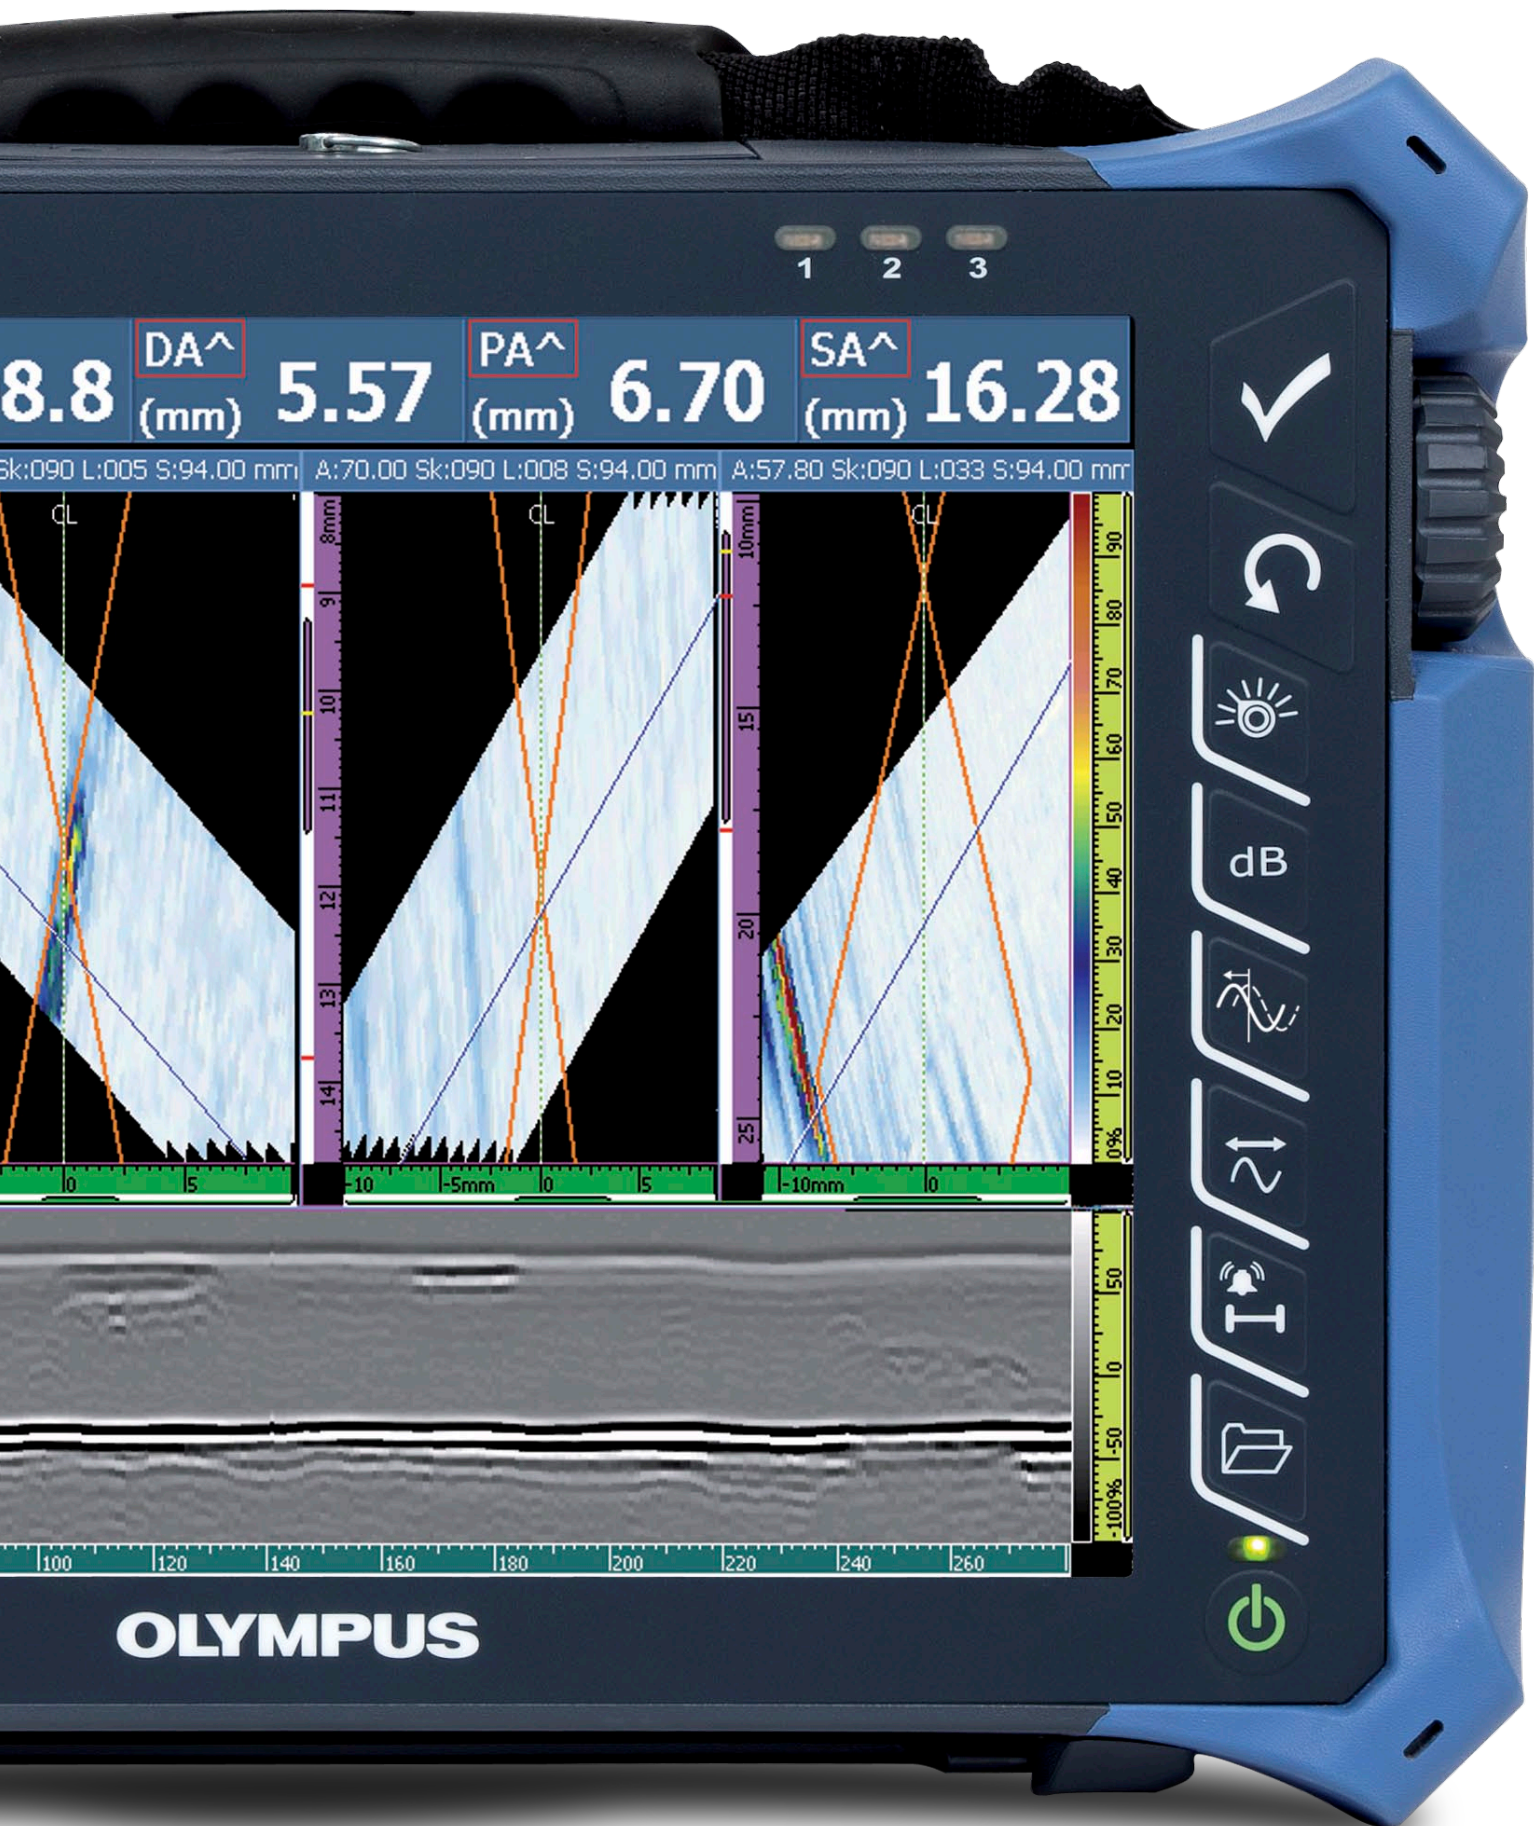 1 2 3
8.8 DA^ (mm) 5.57 PA^ (mm) 6.70 SA^ (mm) 16.28
Sk:090 L:005 S:94.00 mm A:70.00 Sk:090 L:008 S:94.00 mm A:57.80 Sk:090 L:033 S:94.00 mm
CL CL CL
8mm 9 10 11 12 13 14
10mm 15 20 25
90 80 70 60 50 40 30 20 10 0%
0 5 -10 -5mm 0 5 -10mm 0
dB
50 0 -50 -100%
100 120 140 160 180 200 220 240 260
OLYMPUS